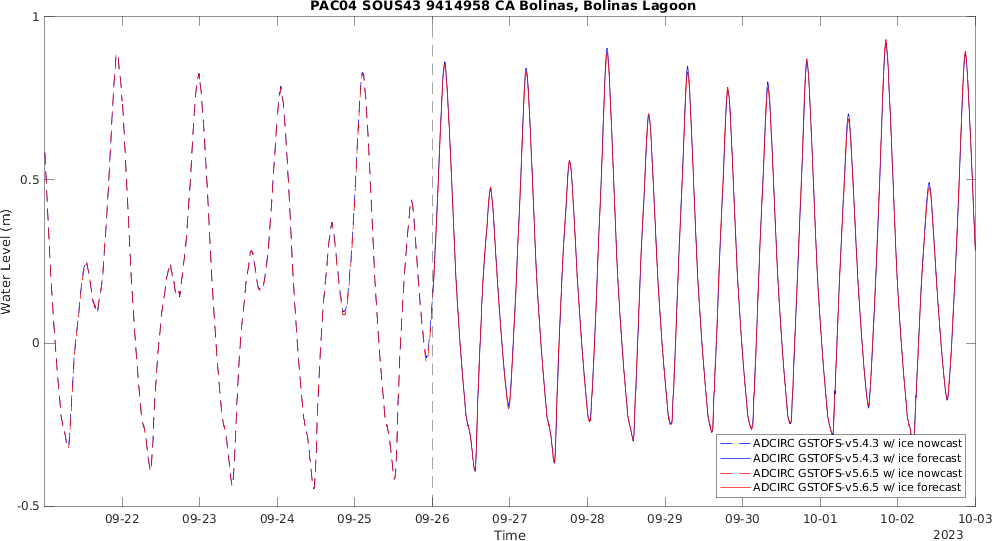 PAC04 SOUS43 9414958 CA Bolinas, Bolinas Lagoon
1
0.5
0
-0.5
Water Level (m)
ADCIRC GSTOFS-v5.4.3 w/ ice nowcast
ADCIRC GSTOFS-v5.4.3 w/ ice forecast
ADCIRC GSTOFS-v5.6.5 w/ ice nowcast
ADCIRC GSTOFS-v5.6.5 w/ ice forecast
09-22 09-23 09-24 09-25 09-26 09-27 09-28 09-29 09-30 10-01 10-02 10-03
Time
2023